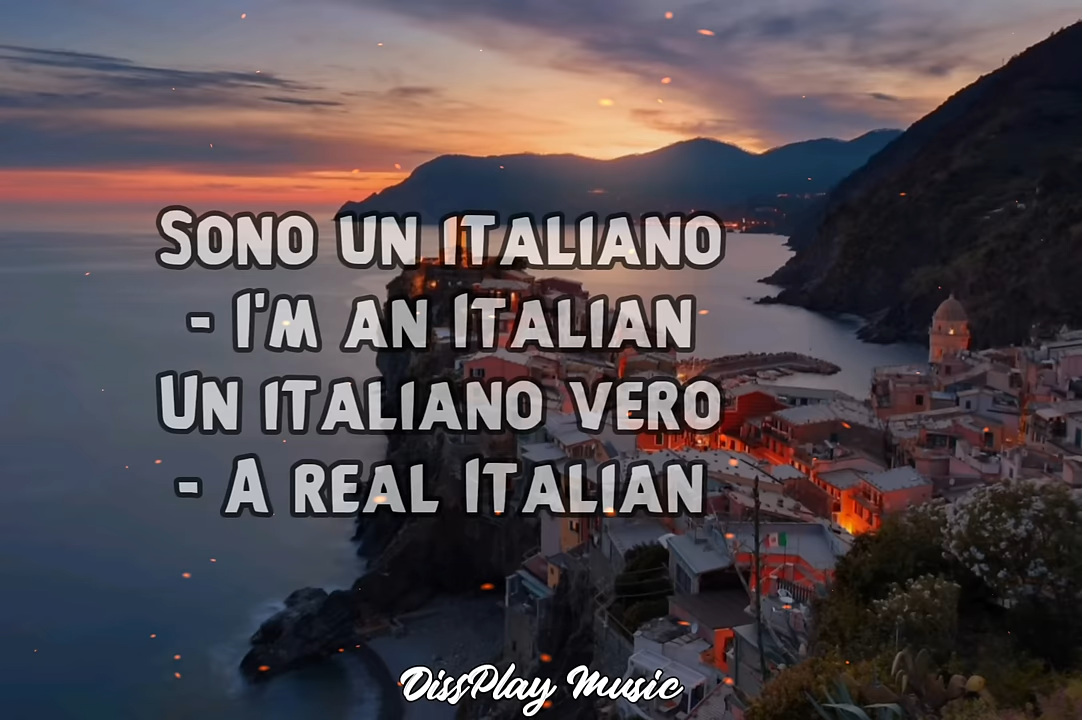 Sono un italiano
- I'm an Italian
Un italiano vero
- A real Italian
DissPlay Music